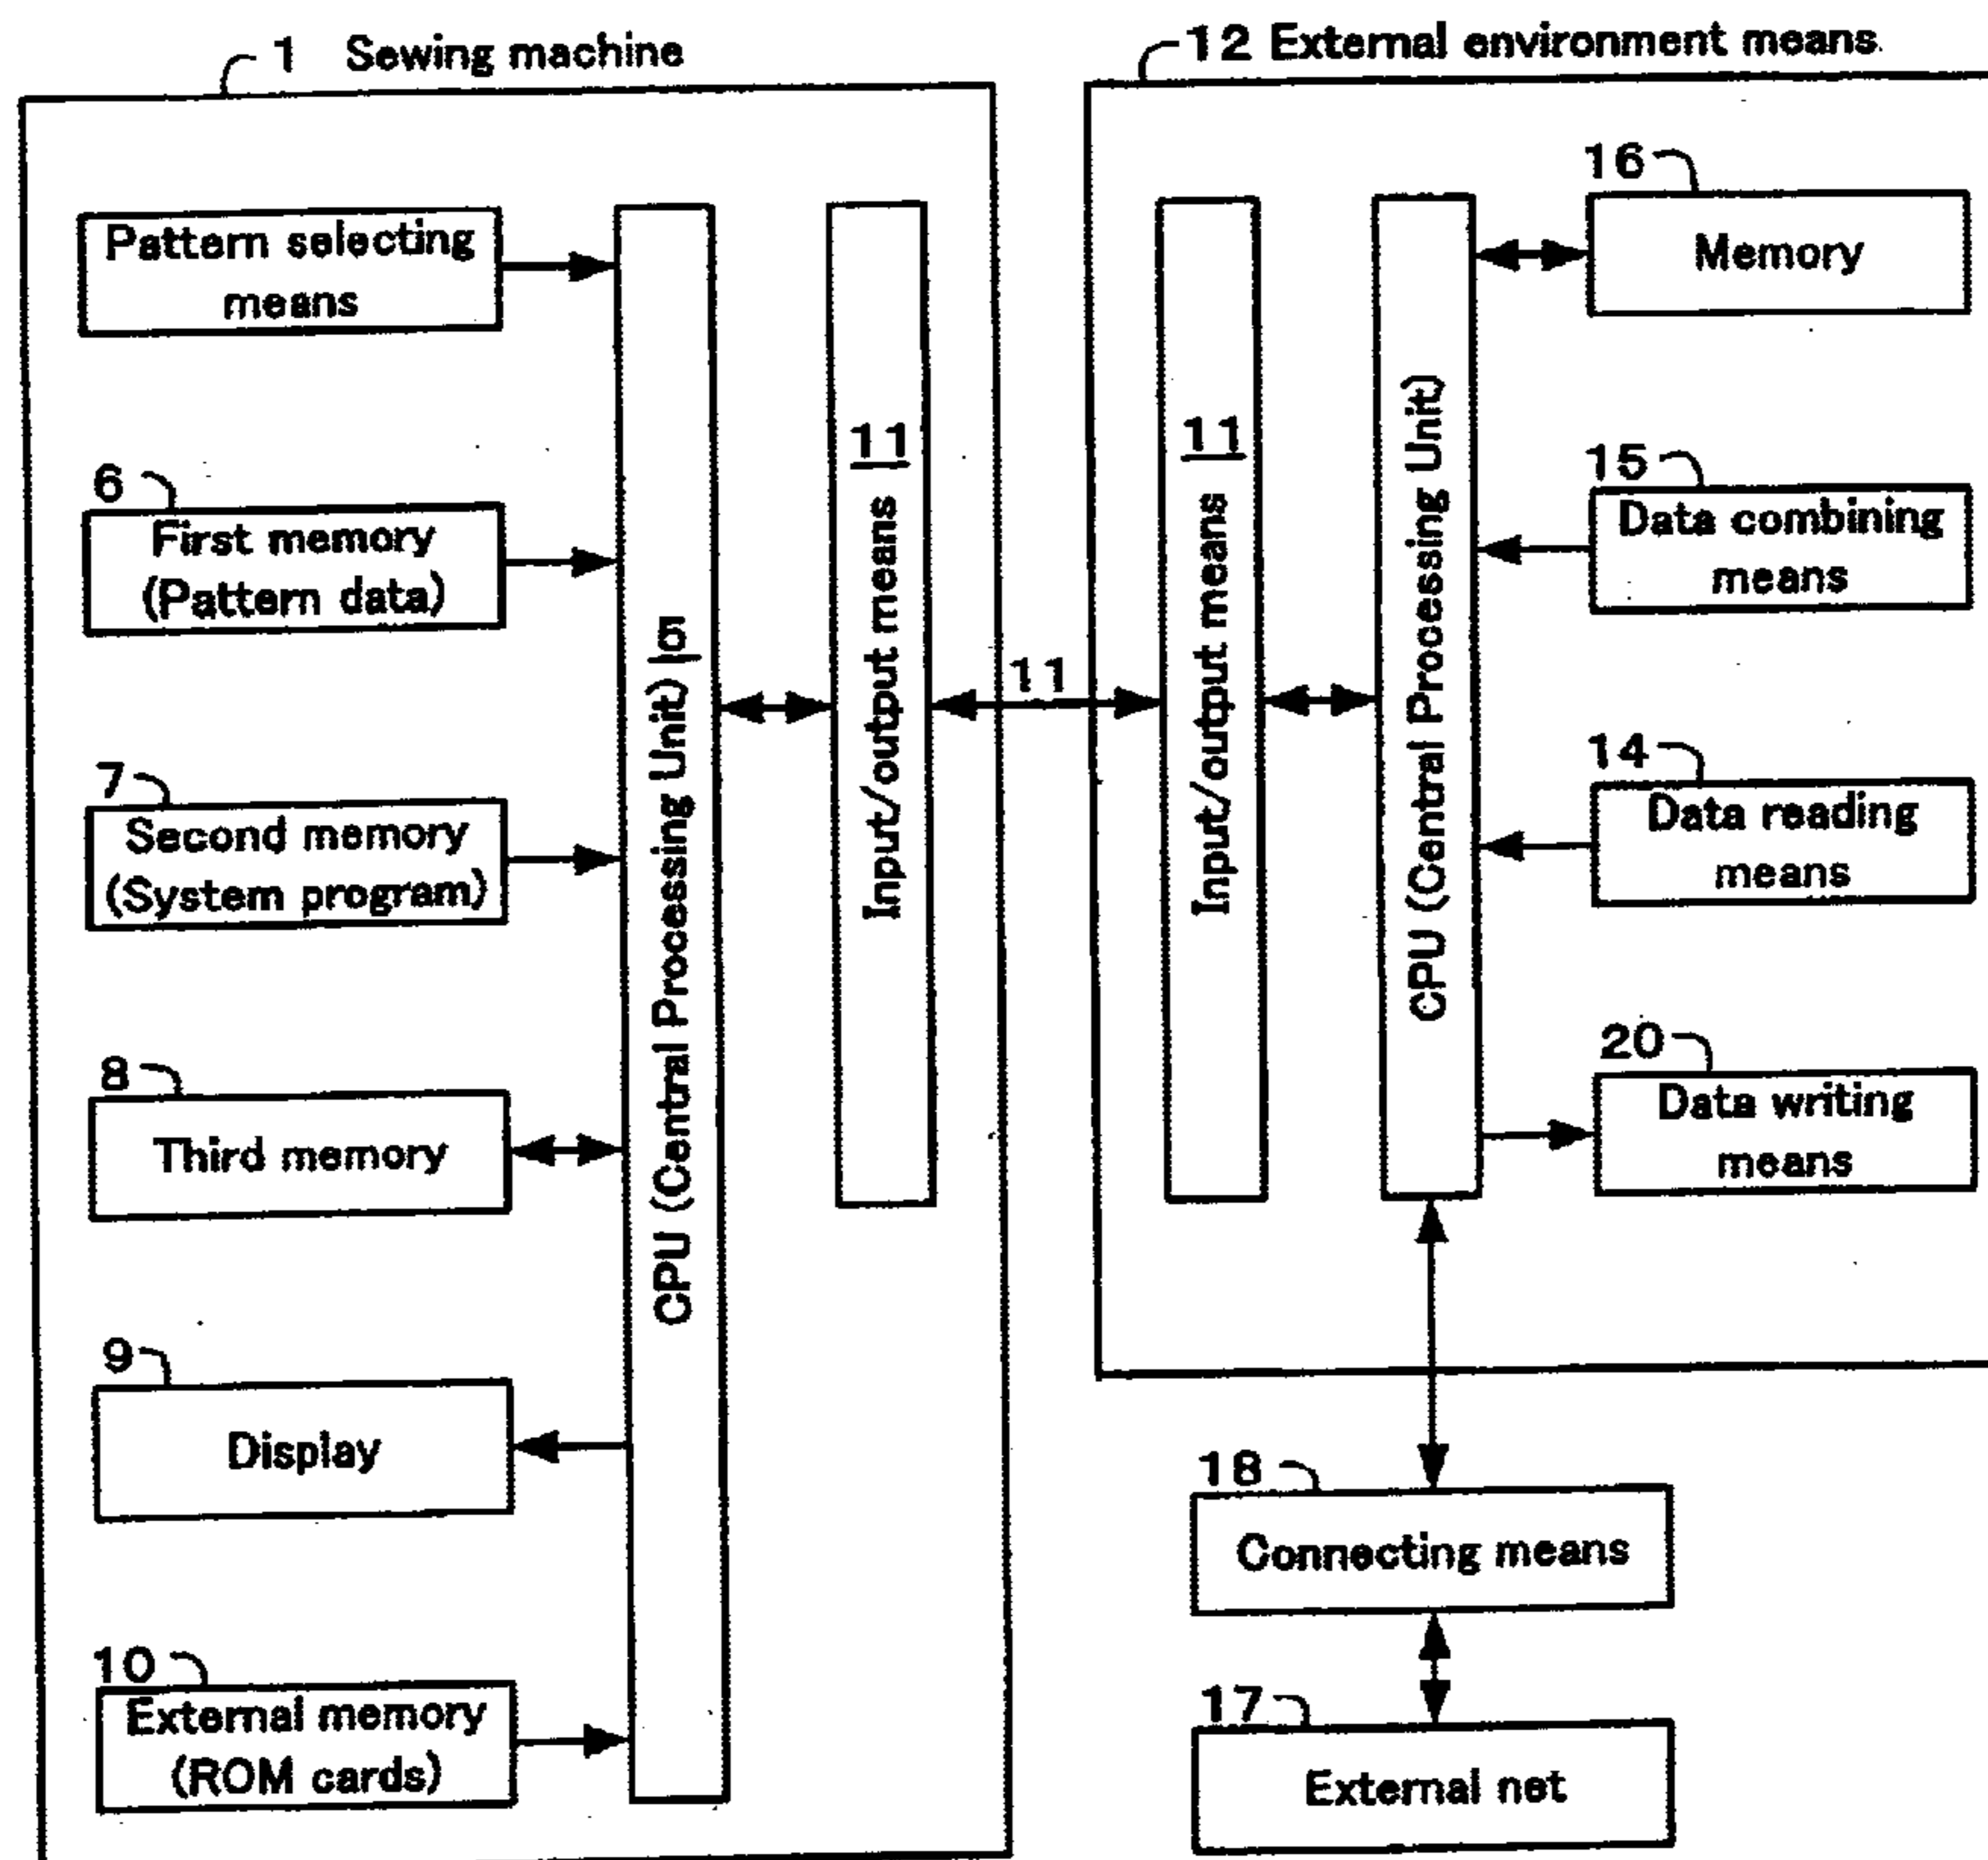 1 Sewing machine
Pattern selecting
means
6
First memory
(Pattern data)
7
Second memory
(System program)
8
Third memory
9
Display
10
External memory
(ROM cards)
CPU (Central Processing Unit) 5
Input/output means 11
11
12 External environment means
Input/output means 11
CPU (Central Processing Unit)
16
Memory
15
Data combining
means
14
Data reading
means
20
Data writing
means
18
Connecting means
17
External net